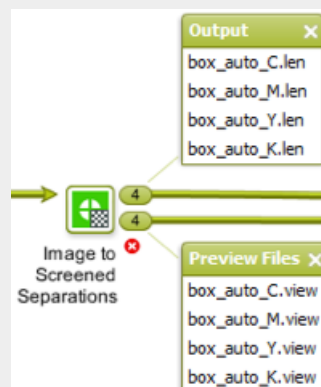 Output
box_auto_C.len
box_auto_M.len
box_auto_Y.len
box_auto_K.len
4
4
Image to
Screened
Separations
Preview Files
box_auto_C.view
box_auto_M.view
box_auto_Y.view
box_auto_K.view